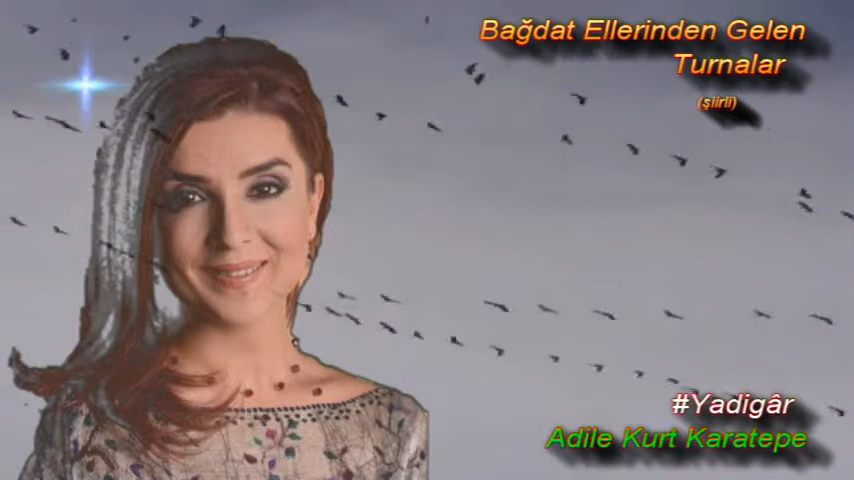 Bağdat Ellerinden Gelen
Turnalar
(şiirli)
#Yadigâr
Adile Kurt Karatepe